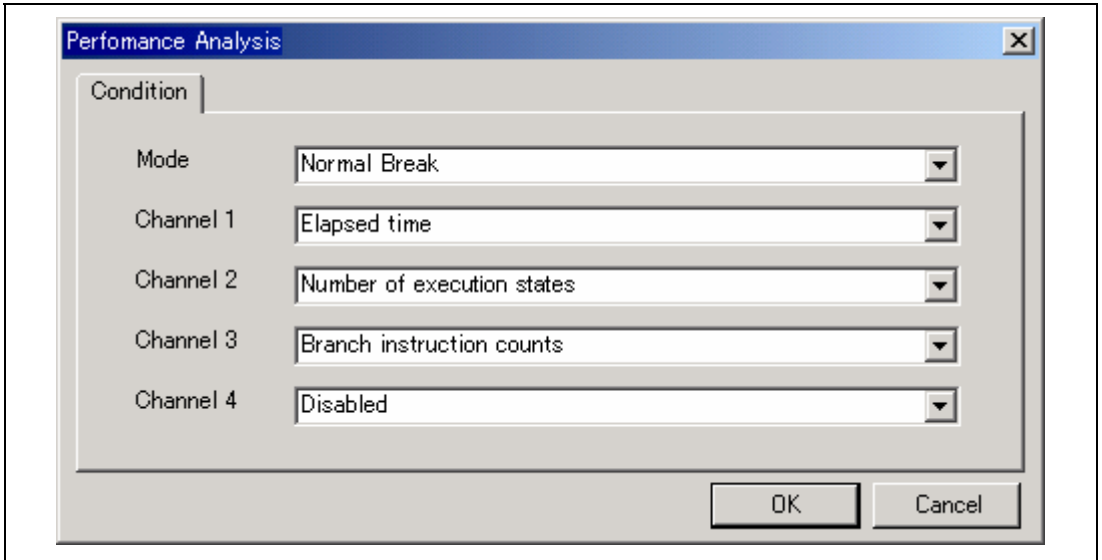 Perfomance Analysis
Condition
Mode
Normal Break
Channel 1
Elapsed time
Channel 2
Number of execution states
Channel 3
Branch instruction counts
Channel 4
Disabled
OK
Cancel